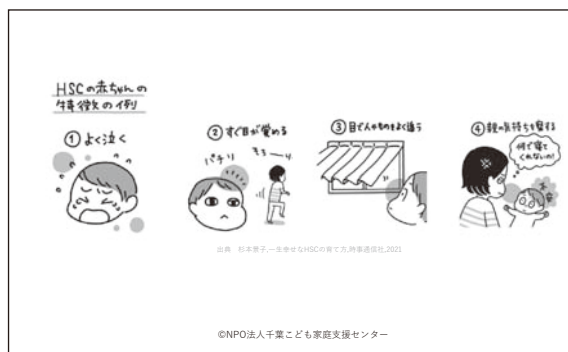 HSCの赤ちゃんの
特徴の例
①よく泣く
②すぐ目が覚める
パチリ
そろ〜り
③目で人やものをよく追う
④親の気持ちを察する
何で寝て
くれないの!
不安
出典 杉本景子,一生幸せなHSCの育て方,時事通信社,2021
©NPO法人千葉こども家庭支援センター